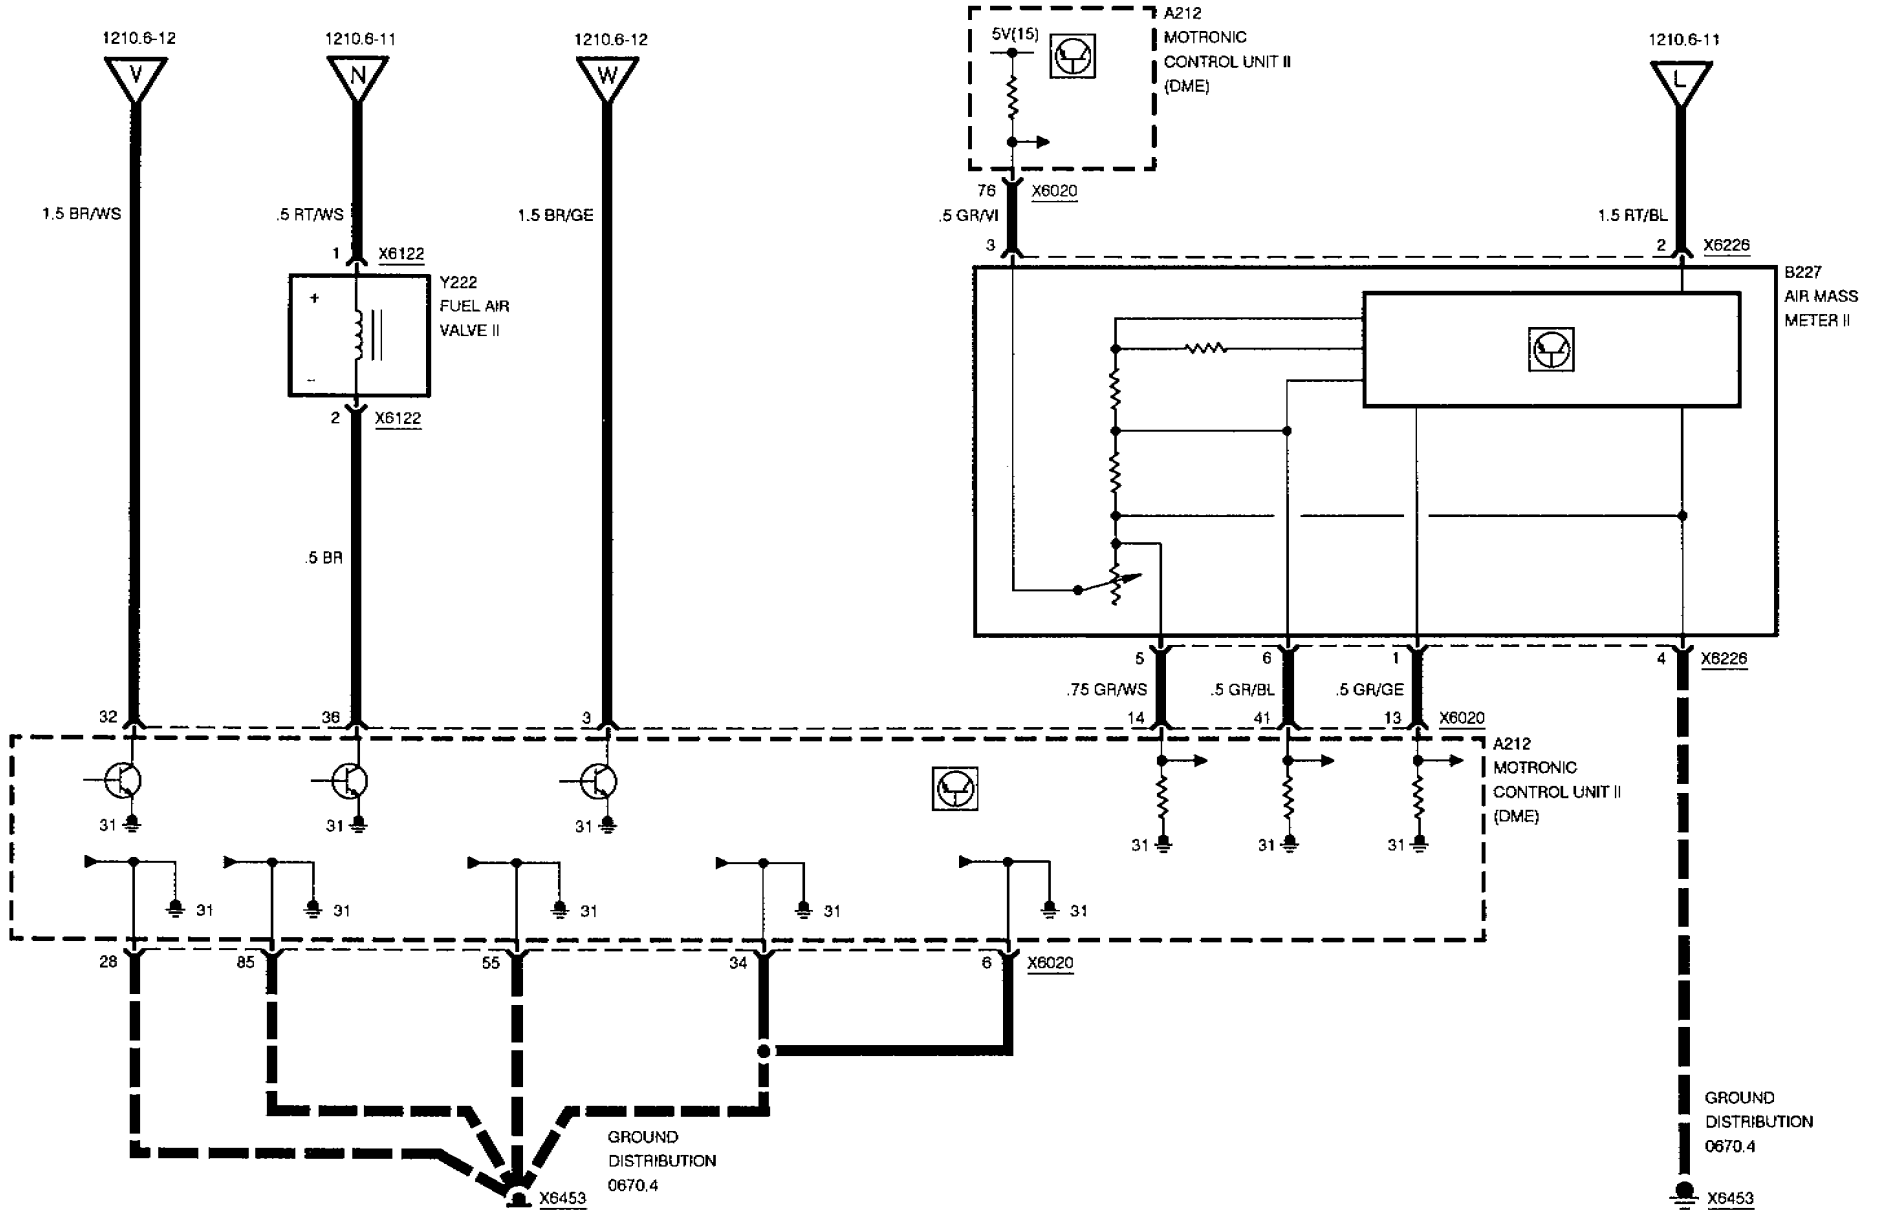 1210.6-12
1210.6-11
1210.6-12
1210.6-11
V
N
W
L
5V(15)
A212
MOTRONIC
CONTROL UNIT II
(DME)
76
X6020
1.5 BR/WS
.5 RT/WS
1.5 BR/GE
.5 GR/VI
1.5 RT/BL
1
X6122
3
2
X6226
+
-
Y222
FUEL AIR
VALVE II
B227
AIR MASS
METER II
2
X6122
.5 BR
5
6
1
4
X6226
.75 GR/WS
.5 GR/BL
.5 GR/GE
32
36
3
14
41
13
X6020
A212
MOTRONIC
CONTROL UNIT II
(DME)
31
31
31
31
31
31
31
31
31
31
31
28
85
55
34
6
X6020
GROUND
DISTRIBUTION
0670.4
X6453
GROUND
DISTRIBUTION
0670.4
X6453